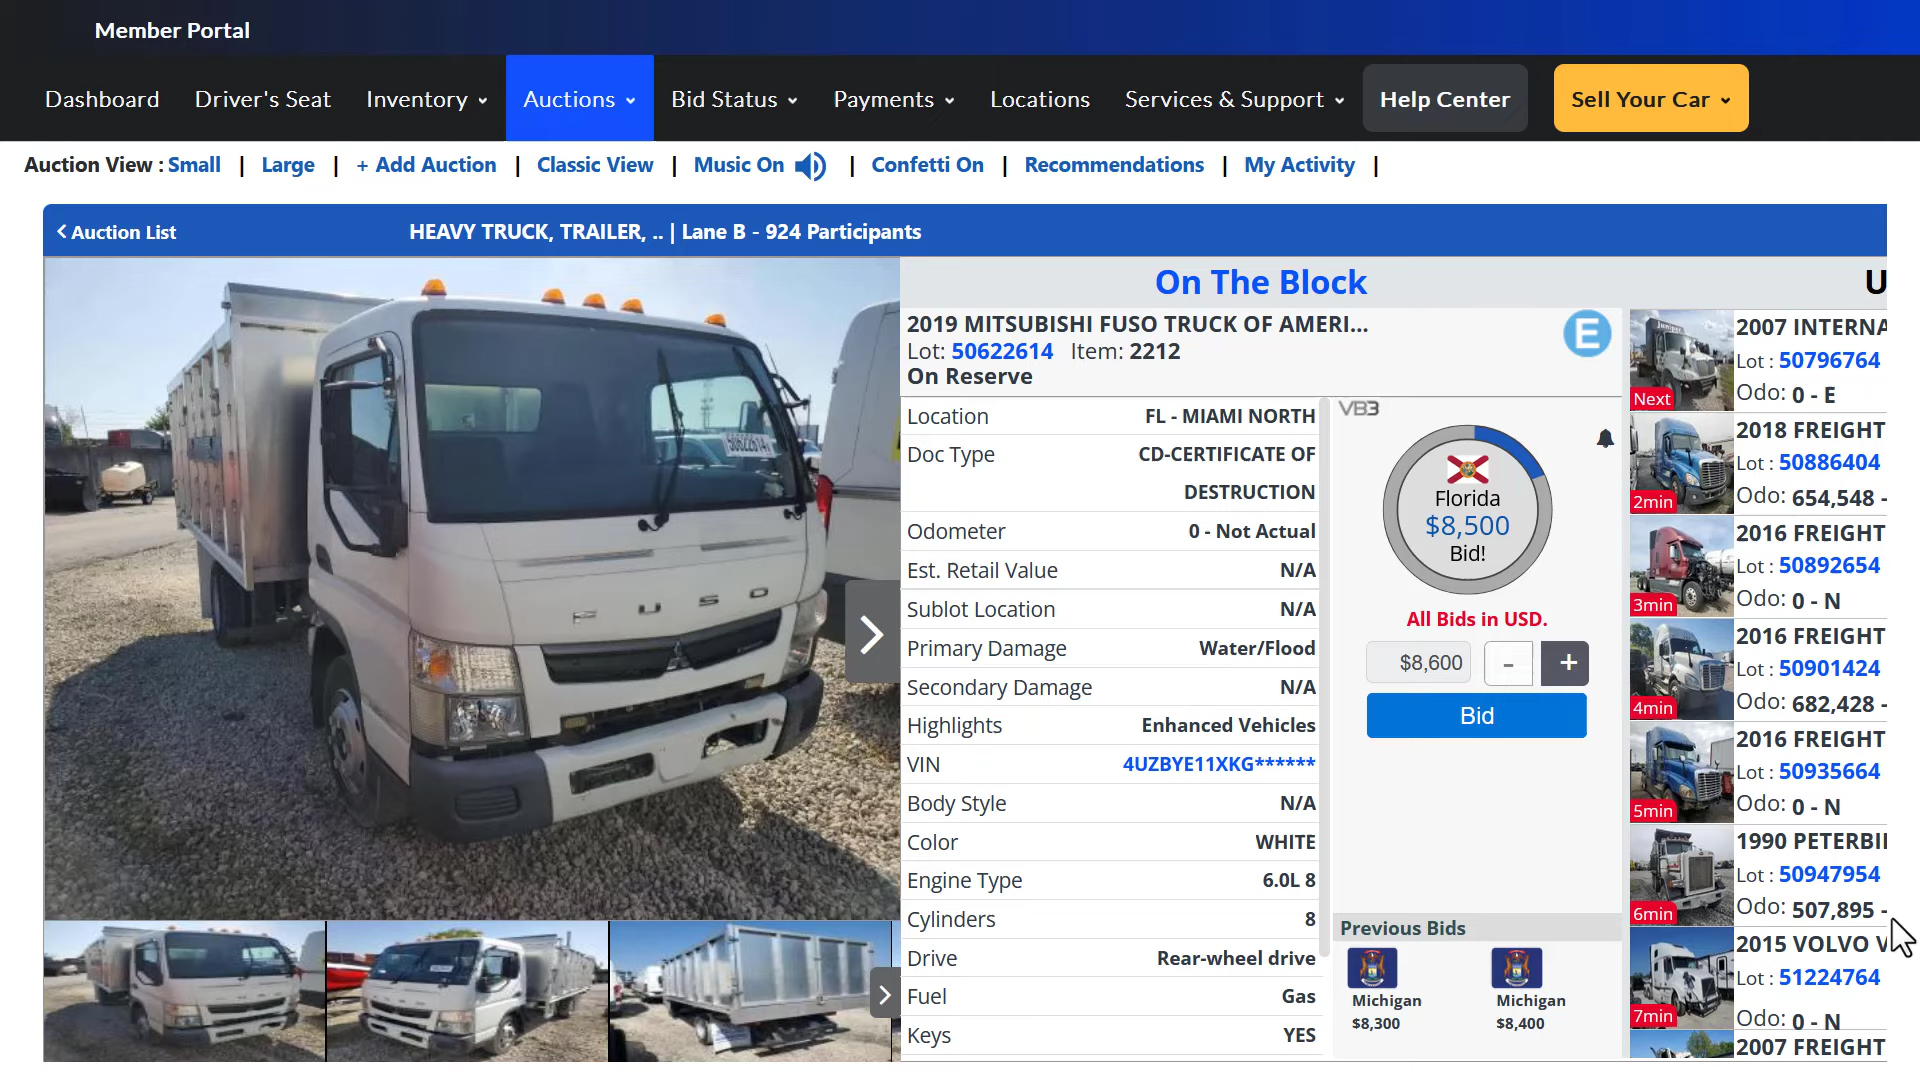 Member Portal
Dashboard
Driver's Seat
Inventory
Auctions
Bid Status
Payments
Locations
Services & Support
Help Center
Sell Your Car
Auction View : Small | Large | + Add Auction | Classic View | Music On | Confetti On | Recommendations | My Activity |
Auction List
HEAVY TRUCK, TRAILER, .. | Lane B - 924 Participants
On The Block
U
2019 MITSUBISHI FUSO TRUCK OF AMERI...
Lot: 50622614 Item: 2212
On Reserve
E
Location FL - MIAMI NORTH
Doc Type CD-CERTIFICATE OF
DESTRUCTION
Odometer 0 - Not Actual
Est. Retail Value N/A
Sublot Location N/A
Primary Damage Water/Flood
Secondary Damage N/A
Highlights Enhanced Vehicles
VIN 4UZBYE11XKG******
Body Style N/A
Color WHITE
Engine Type 6.0L 8
Cylinders 8
Drive Rear-wheel drive
Fuel Gas
Keys YES
VB3
Florida
$8,500
Bid!
All Bids in USD.
$8,600 - +
Bid
Previous Bids
Michigan
$8,300
Michigan
$8,400
2007 INTERNA
Lot : 50796764
Odo: 0 - E
Next
2018 FREIGHT
Lot : 50886404
Odo: 654,548 -
2min
2016 FREIGHT
Lot : 50892654
Odo: 0 - N
3min
2016 FREIGHT
Lot : 50901424
Odo: 682,428 -
4min
2016 FREIGHT
Lot : 50935664
Odo: 0 - N
5min
1990 PETERBI
Lot : 50947954
Odo: 507,895 -
6min
2015 VOLVO V
Lot : 51224764
Odo: 0 - N
7min
2007 FREIGHT
FUSO
50622614